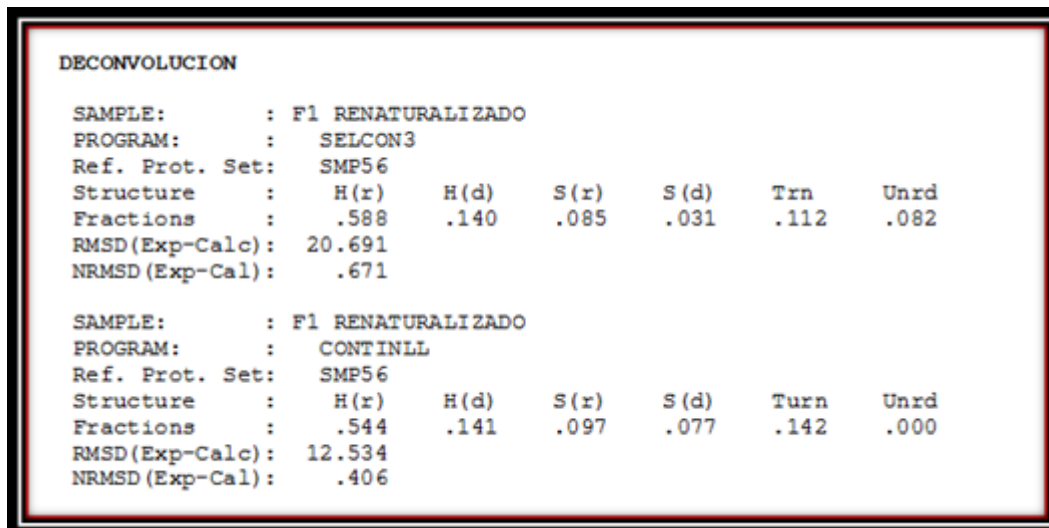 DECONVOLUCION
SAMPLE: : F1 RENATURALIZADO
PROGRAM: : SELCON3
Ref. Prot. Set: SMP56
Structure : H(r) H(d) S(r) S(d) Trn Unrd
Fractions : .588 .140 .085 .031 .112 .082
RMSD(Exp-Calc): 20.691
NRMSD(Exp-Cal): .671
SAMPLE: : F1 RENATURALIZADO
PROGRAM: : CONTINLL
Ref. Prot. Set: SMP56
Structure : H(r) H(d) S(r) S(d) Turn Unrd
Fractions : .544 .141 .097 .077 .142 .000
RMSD(Exp-Calc): 12.534
NRMSD(Exp-Cal): .406